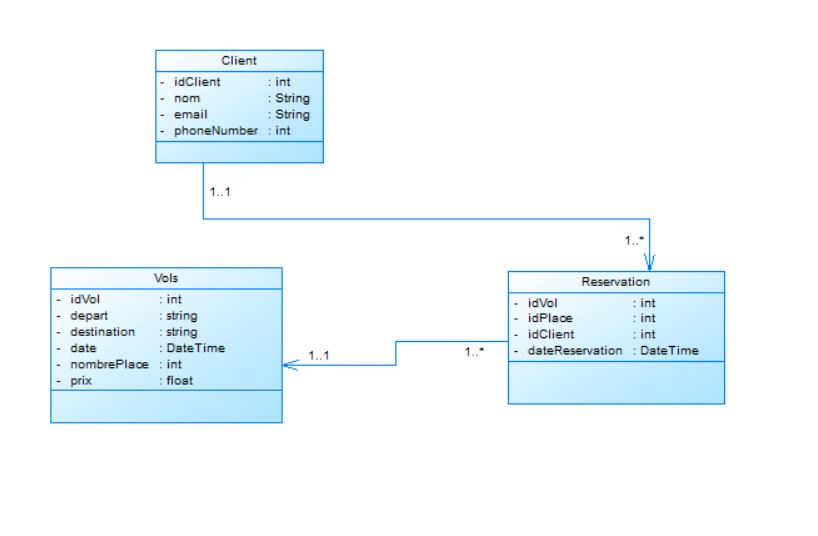 Client
- idClient : int
- nom : String
- email : String
- phoneNumber : int
1..1
1..*
Vols
- idVol : int
- depart : string
- destination : string
- date : DateTime
- nombrePlace : int
- prix : float
1..1
1..*
Reservation
- idVol : int
- idPlace : int
- idClient : int
- dateReservation : DateTime